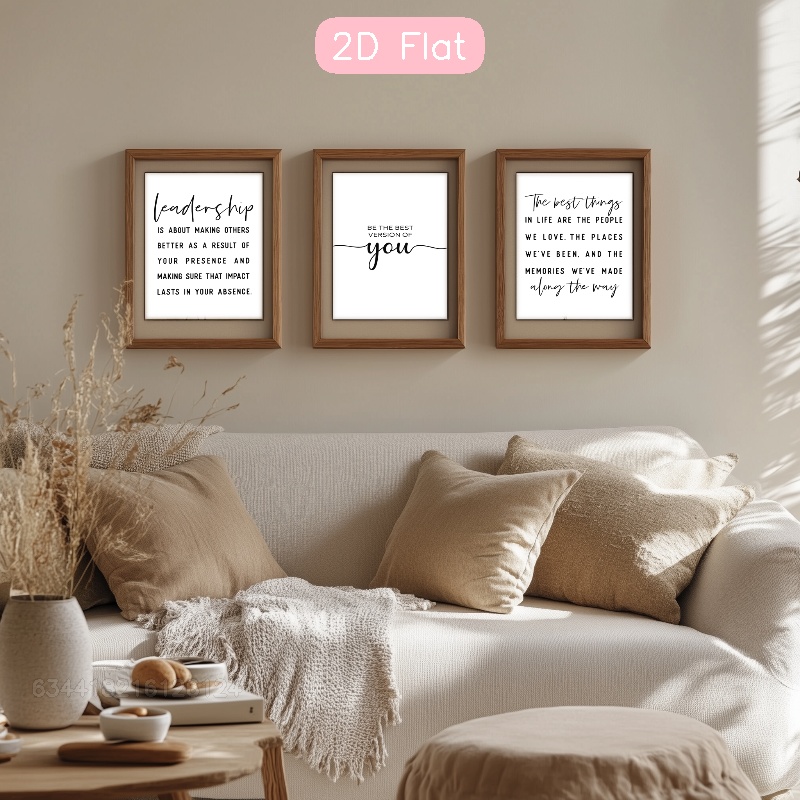 2D Flat
leadership
IS ABOUT MAKING OTHERS
BETTER AS A RESULT OF
YOUR PRESENCE AND
MAKING SURE THAT IMPACT
LASTS IN YOUR ABSENCE.
BE THE BEST
VERSION OF
you
The best things
IN LIFE ARE THE PEOPLE
WE LOVE, THE PLACES
WE'VE BEEN, AND THE
MEMORIES WE'VE MADE
along the way